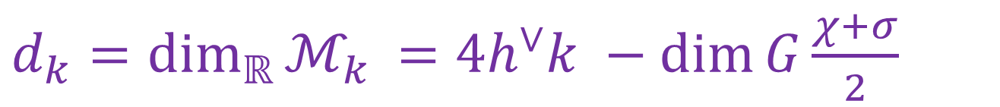 d_k = dim_ℝ ℳ_k = 4h^∨k − dim G (χ+σ)/2